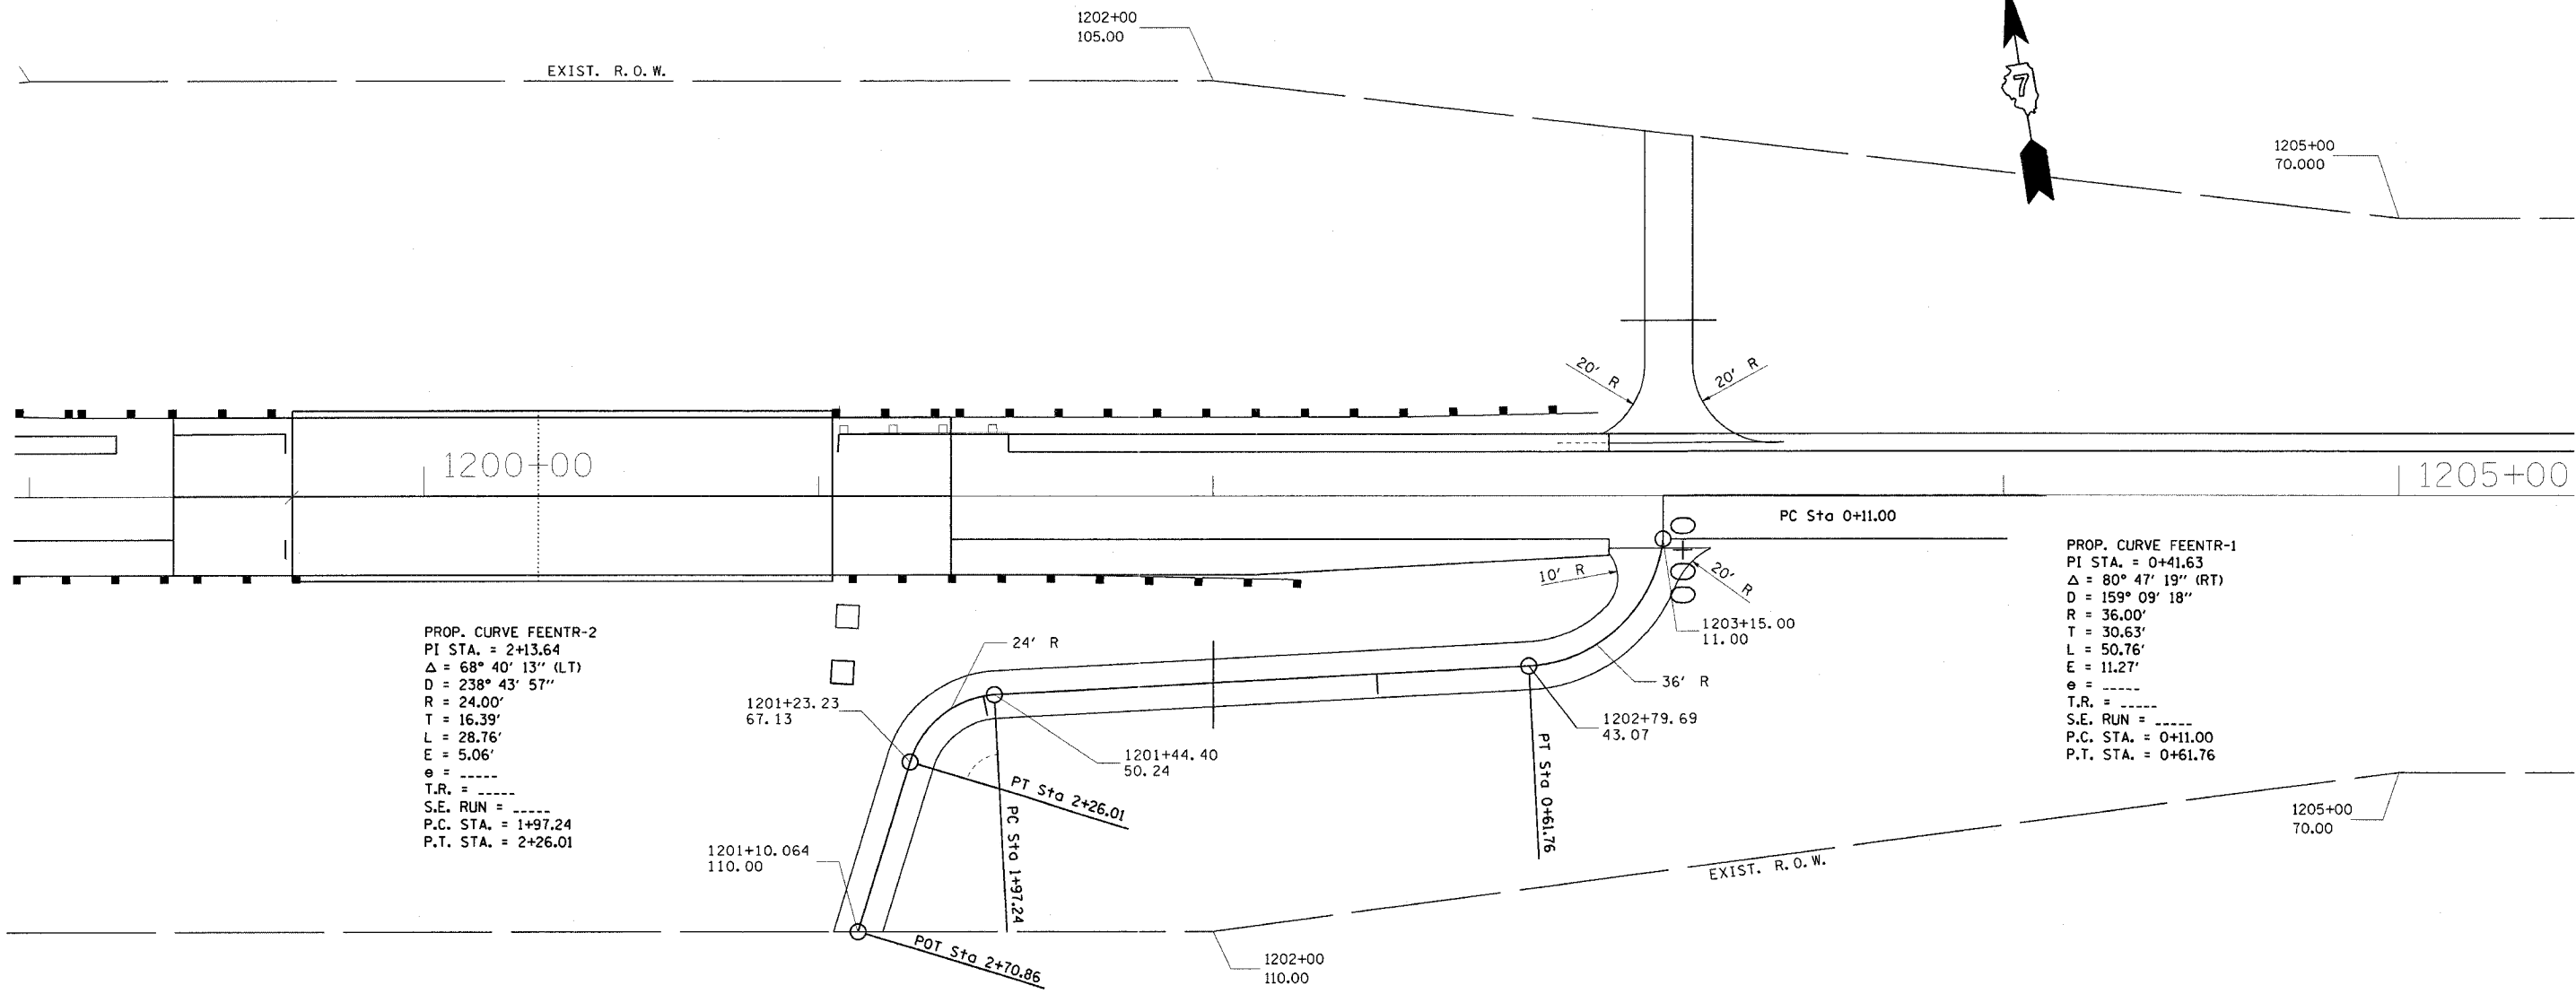 1202+00
105.00
EXIST. R.O.W.
7
1205+00
70.000
20' R
20' R
1200+00
1205+00
PC Sta 0+11.00
10' R
20' R
1203+15.00
11.00
PROP. CURVE FEENTR-1
PI STA. = 0+41.63
Δ = 80° 47' 19" (RT)
D = 159° 09' 18"
R = 36.00'
T = 30.63'
L = 50.76'
E = 11.27'
e = -----
T.R. = -----
S.E. RUN = -----
P.C. STA. = 0+11.00
P.T. STA. = 0+61.76
PROP. CURVE FEENTR-2
PI STA. = 2+13.64
Δ = 68° 40' 13" (LT)
D = 238° 43' 57"
R = 24.00'
T = 16.39'
L = 28.76'
E = 5.06'
e = -----
T.R. = -----
S.E. RUN = -----
P.C. STA. = 1+97.24
P.T. STA. = 2+26.01
24' R
36' R
1201+23.23
67.13
1202+79.69
43.07
1201+44.40
50.24
PT Sta 2+26.01
PC Sta 1+97.24
PT Sta 0+61.76
1201+10.064
110.00
POT Sta 2+70.86
1205+00
70.00
EXIST. R.O.W.
1202+00
110.00